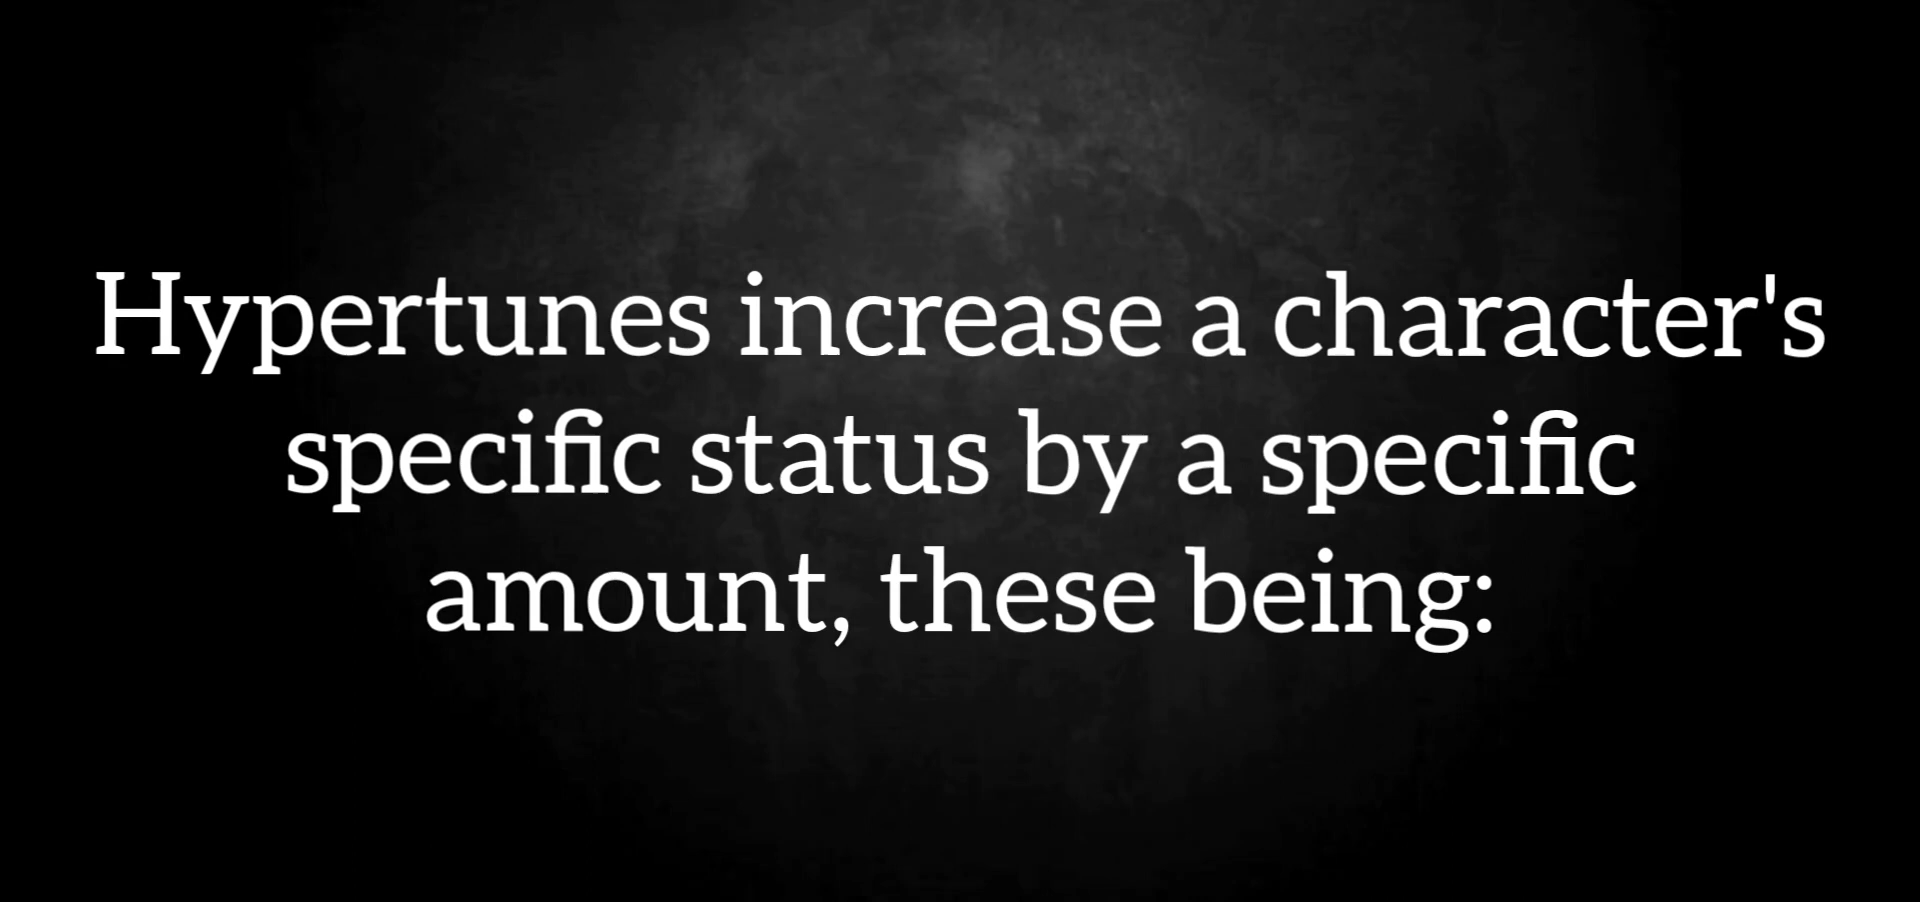 Hypertunes increase a character's
specific status by a specific
amount, these being: